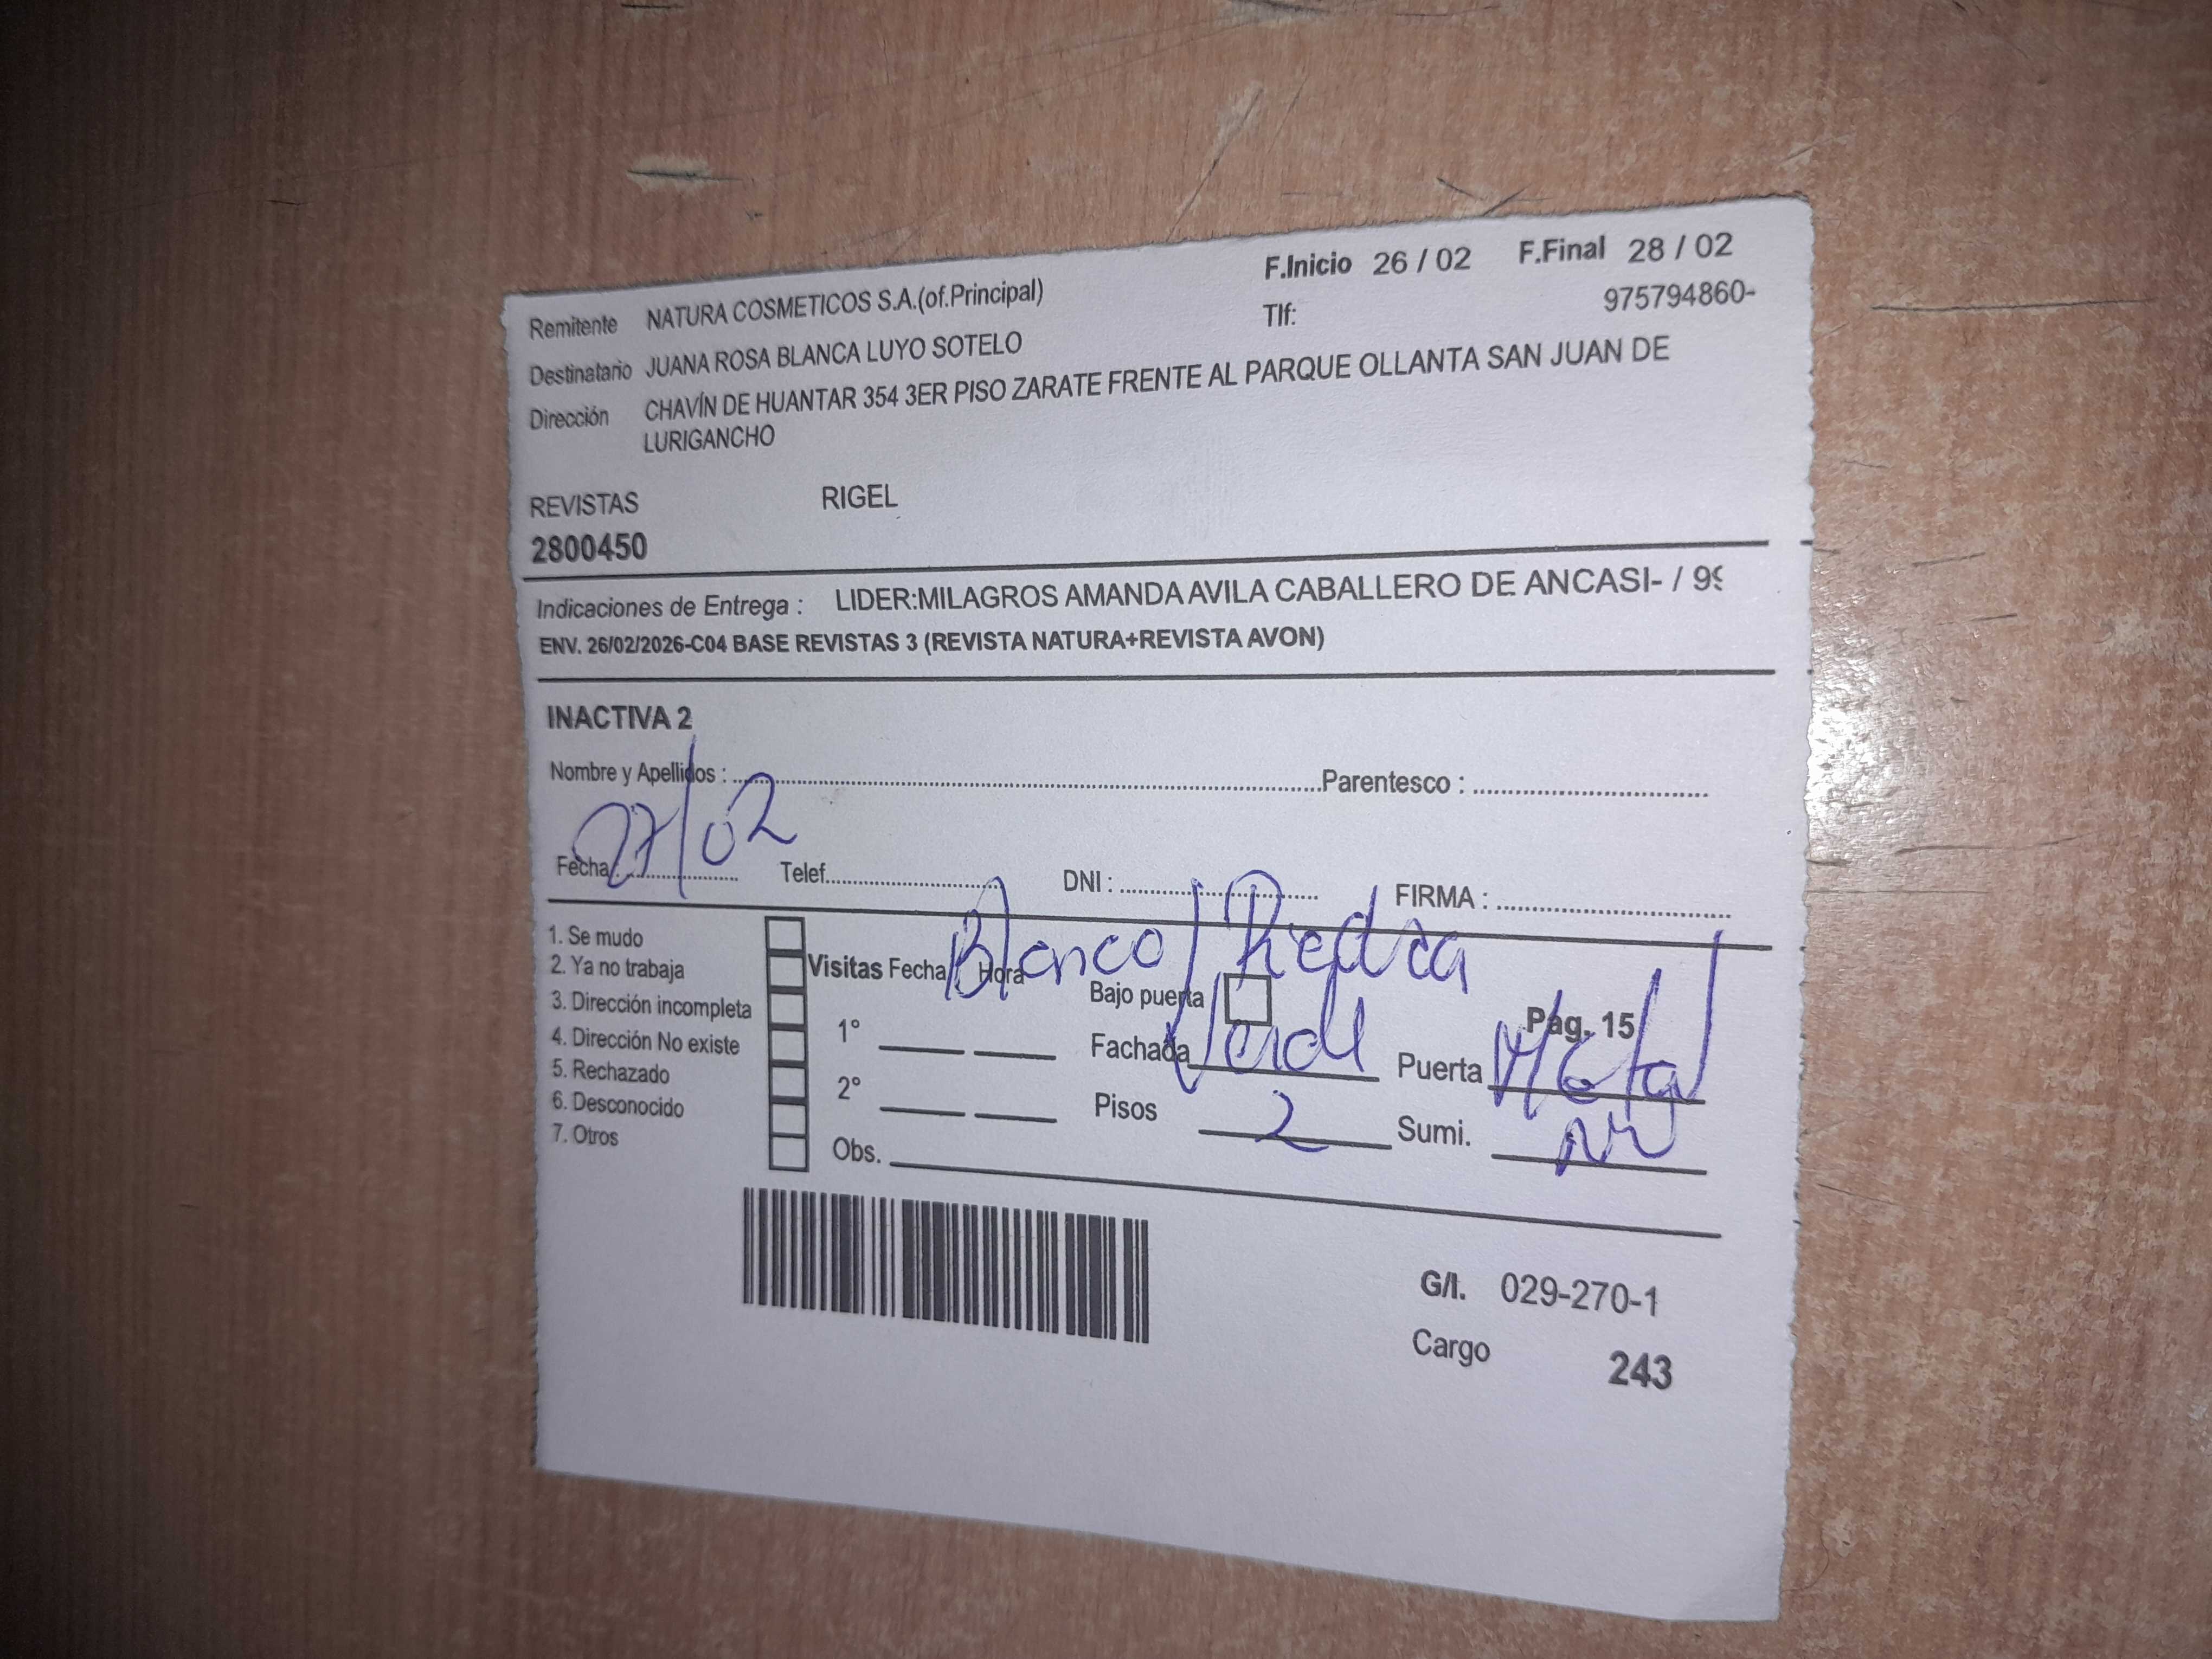 F.Inicio 26 / 02 F.Final 28 / 02
Remitente NATURA COSMETICOS S.A.(of.Principal) Tlf: 975794860-
Destinatario JUANA ROSA BLANCA LUYO SOTELO
Dirección CHAVÍN DE HUANTAR 354 3ER PISO ZARATE FRENTE AL PARQUE OLLANTA SAN JUAN DE
LURIGANCHO
REVISTAS RIGEL
2800450
Indicaciones de Entrega : LIDER:MILAGROS AMANDA AVILA CABALLERO DE ANCASI- / 99
ENV. 26/02/2026-C04 BASE REVISTAS 3 (REVISTA NATURA+REVISTA AVON)
INACTIVA 2
Nombre y Apellidos : Parentesco :
Fecha : 27/02 Telef. DNI : FIRMA :
Blanco/Piedra
1. Se mudo
2. Ya no trabaja Visitas Fecha Hora Bajo puerta
3. Dirección incompleta Pag. 15
4. Dirección No existe 1° Fachada Verde Puerta Metal
5. Rechazado
6. Desconocido 2° Pisos 2 Sumi.
7. Otros Obs.
G/I. 029-270-1
Cargo 243